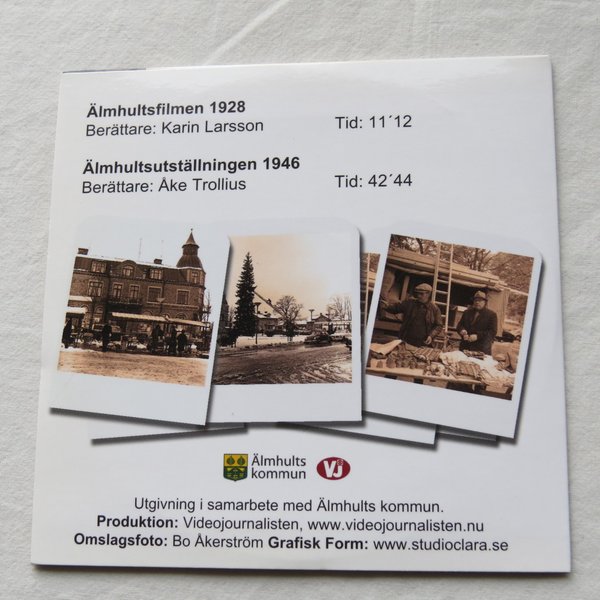 Älmhultsfilmen 1928
Berättare: Karin Larsson Tid: 11´12
Älmhultsutställningen 1946
Berättare: Åke Trollius Tid: 42´44
Älmhults
kommun
VJ
Utgivning i samarbete med Älmhults kommun.
Produktion: Videojournalisten, www.videojournalisten.nu
Omslagsfoto: Bo Åkerström Grafisk Form: www.studioclara.se